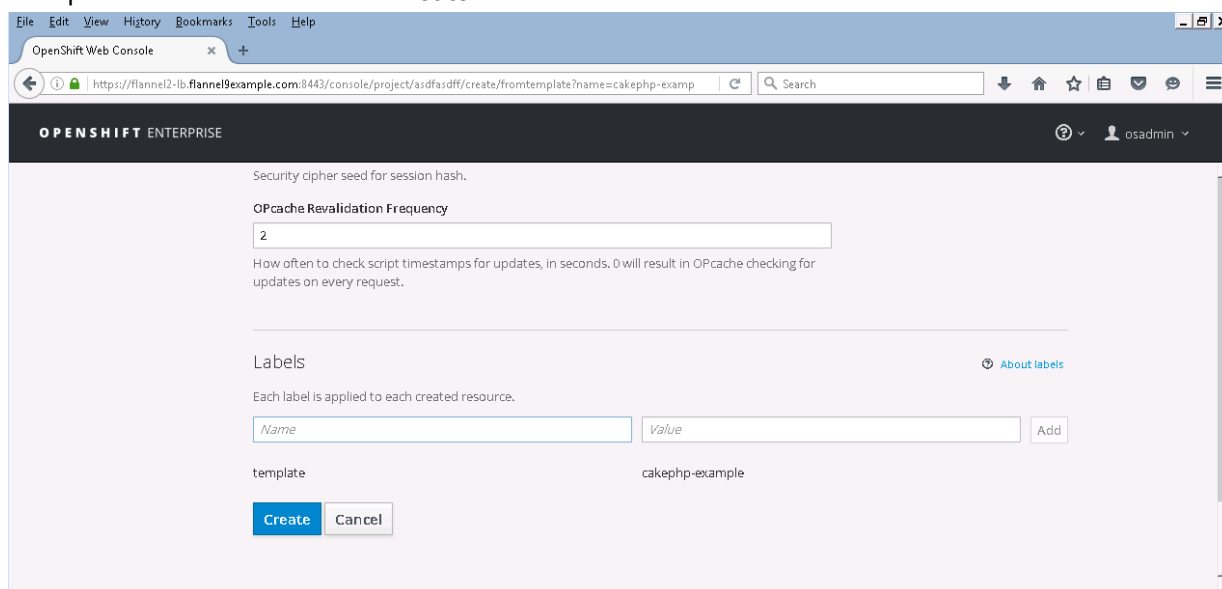 File Edit View History Bookmarks Tools Help
OpenShift Web Console × +
https://flannel2-lb.flannel9example.com:8443/console/project/asdfasdff/create/fromtemplate?name=cakephp-examp Search
OPENSHIFT ENTERPRISE osadmin
Security cipher seed for session hash.
OPcache Revalidation Frequency
2
How often to check script timestamps for updates, in seconds. 0 will result in OPcache checking for
updates on every request.
Labels About labels
Each label is applied to each created resource.
Name Value Add
template cakephp-example
Create Cancel